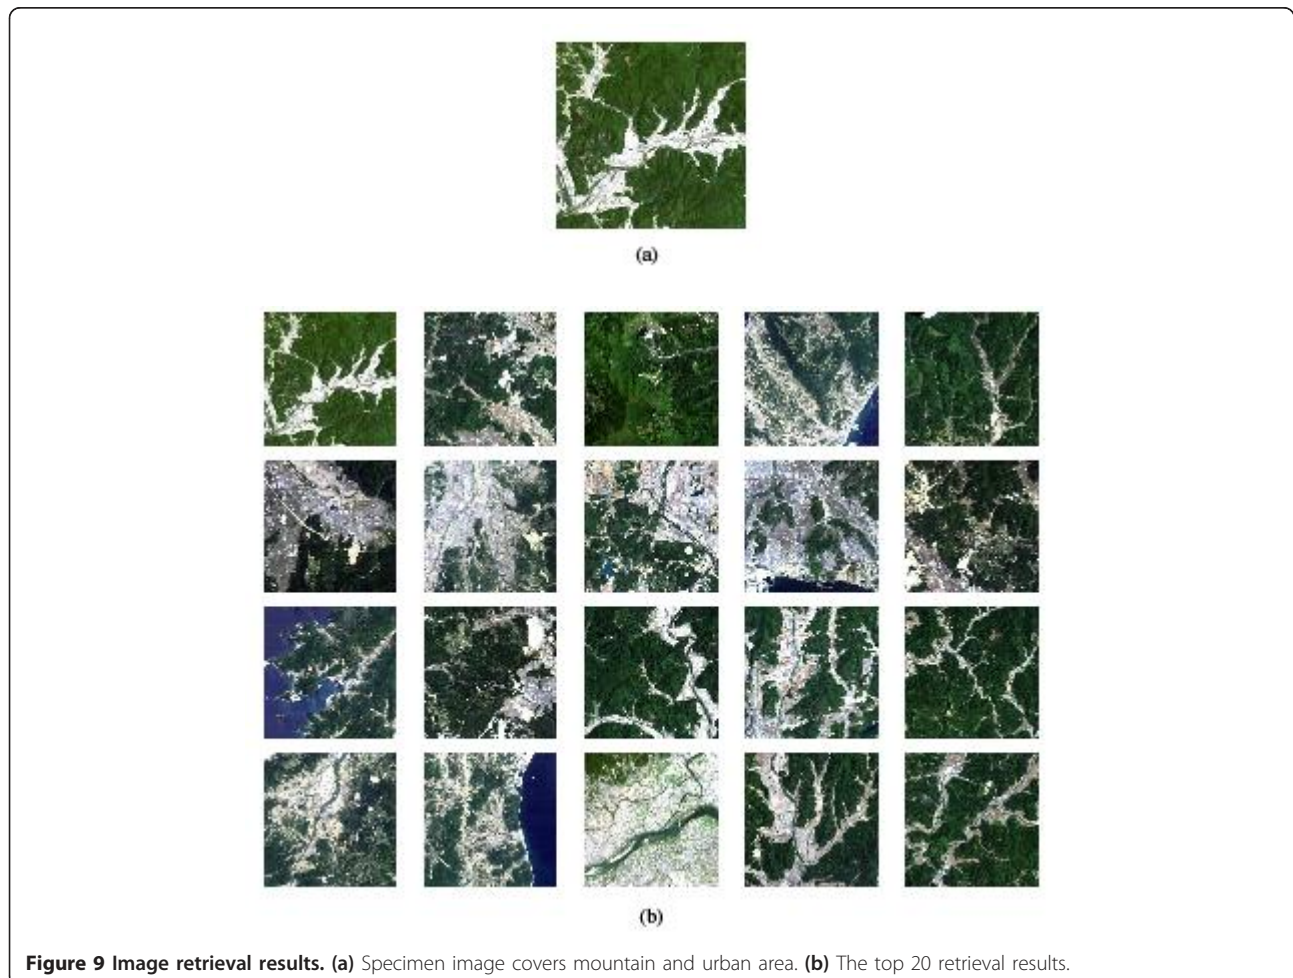 (a)
(b)
Figure 9 Image retrieval results. (a) Specimen image covers mountain and urban area. (b) The top 20 retrieval results.